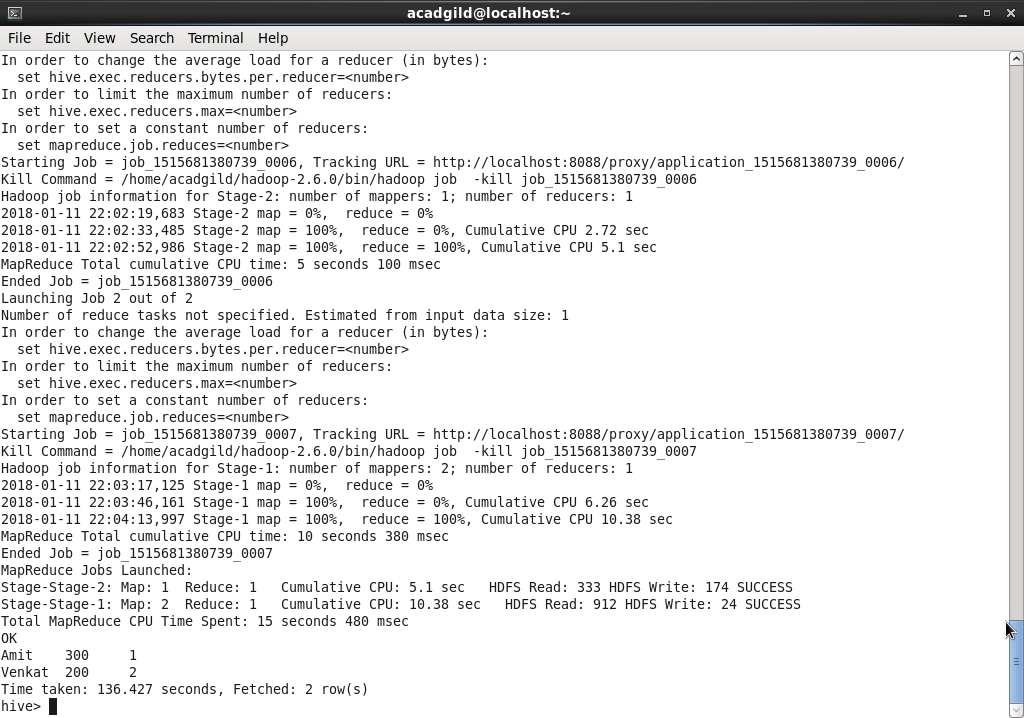 acadgild@localhost:~
File Edit View Search Terminal Help
In order to change the average load for a reducer (in bytes):
  set hive.exec.reducers.bytes.per.reducer=<number>
In order to limit the maximum number of reducers:
  set hive.exec.reducers.max=<number>
In order to set a constant number of reducers:
  set mapreduce.job.reduces=<number>
Starting Job = job_1515681380739_0006, Tracking URL = http://localhost:8088/proxy/application_1515681380739_0006/
Kill Command = /home/acadgild/hadoop-2.6.0/bin/hadoop job  -kill job_1515681380739_0006
Hadoop job information for Stage-2: number of mappers: 1; number of reducers: 1
2018-01-11 22:02:19,683 Stage-2 map = 0%,  reduce = 0%
2018-01-11 22:02:33,485 Stage-2 map = 100%,  reduce = 0%, Cumulative CPU 2.72 sec
2018-01-11 22:02:52,986 Stage-2 map = 100%,  reduce = 100%, Cumulative CPU 5.1 sec
MapReduce Total cumulative CPU time: 5 seconds 100 msec
Ended Job = job_1515681380739_0006
Launching Job 2 out of 2
Number of reduce tasks not specified. Estimated from input data size: 1
In order to change the average load for a reducer (in bytes):
  set hive.exec.reducers.bytes.per.reducer=<number>
In order to limit the maximum number of reducers:
  set hive.exec.reducers.max=<number>
In order to set a constant number of reducers:
  set mapreduce.job.reduces=<number>
Starting Job = job_1515681380739_0007, Tracking URL = http://localhost:8088/proxy/application_1515681380739_0007/
Kill Command = /home/acadgild/hadoop-2.6.0/bin/hadoop job  -kill job_1515681380739_0007
Hadoop job information for Stage-1: number of mappers: 2; number of reducers: 1
2018-01-11 22:03:17,125 Stage-1 map = 0%,  reduce = 0%
2018-01-11 22:03:46,161 Stage-1 map = 100%,  reduce = 0%, Cumulative CPU 6.26 sec
2018-01-11 22:04:13,997 Stage-1 map = 100%,  reduce = 100%, Cumulative CPU 10.38 sec
MapReduce Total cumulative CPU time: 10 seconds 380 msec
Ended Job = job_1515681380739_0007
MapReduce Jobs Launched:
Stage-Stage-2: Map: 1  Reduce: 1   Cumulative CPU: 5.1 sec   HDFS Read: 333 HDFS Write: 174 SUCCESS
Stage-Stage-1: Map: 2  Reduce: 1   Cumulative CPU: 10.38 sec   HDFS Read: 912 HDFS Write: 24 SUCCESS
Total MapReduce CPU Time Spent: 15 seconds 480 msec
OK
Amit    300     1
Venkat  200     2
Time taken: 136.427 seconds, Fetched: 2 row(s)
hive>